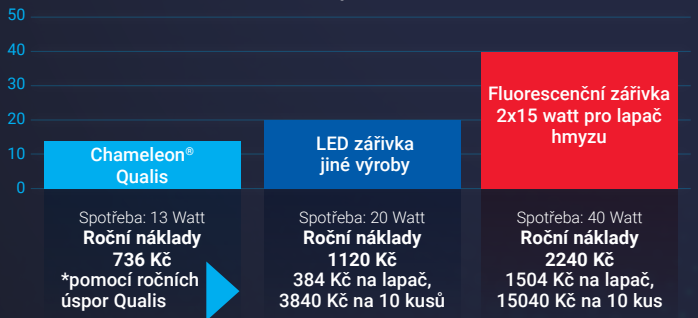 50
40
30
20
10
0
Chameleon®
Qualis
LED zářivka
jiné výroby
Fluorescenční zářivka
2x15 watt pro lapač
hmyzu
Spotřeba: 13 Watt
Roční náklady
736 Kč
*pomocí ročních
úspor Qualis
Spotřeba: 20 Watt
Roční náklady
1120 Kč
384 Kč na lapač,
3840 Kč na 10 kusů
Spotřeba: 40 Watt
Roční náklady
2240 Kč
1504 Kč na lapač,
15040 Kč na 10 kus